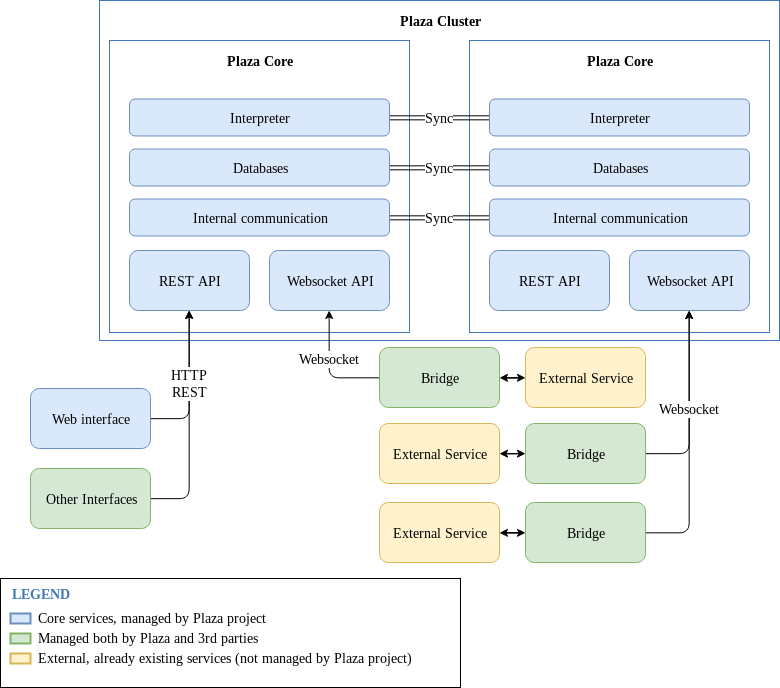 Plaza Cluster
Plaza Core
Plaza Core
Interpreter
Sync
Interpreter
Databases
Sync
Databases
Internal communication
Sync
Internal communication
REST API
Websocket API
REST API
Websocket API
Websocket
HTTP
REST
Bridge
External Service
Websocket
Web interface
External Service
Bridge
Other Interfaces
External Service
Bridge
LEGEND
Core services, managed by Plaza project
Managed both by Plaza and 3rd parties
External, already existing services (not managed by Plaza project)